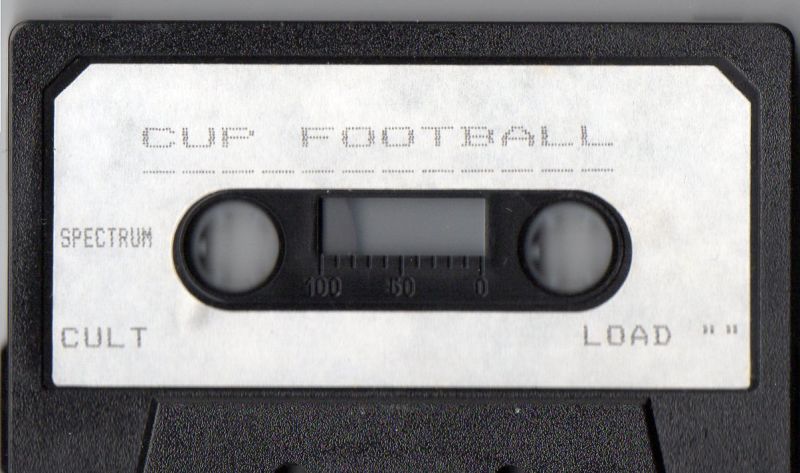 CUP FOOTBALL
SPECTRUM
100 50 0
CULT LOAD ""